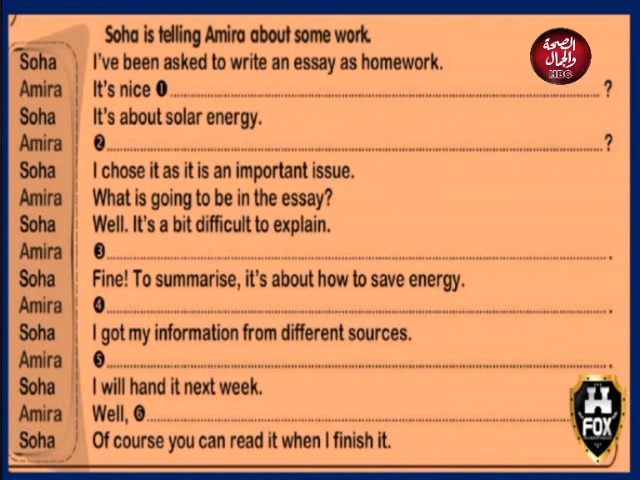 Soha is telling Amira about some work.
الصحة
والجمال
HBC
Soha I've been asked to write an essay as homework.
Amira It's nice ❶ ........................................ ?
Soha It's about solar energy.
Amira ❷ ........................................ ?
Soha I chose it as it is an important issue.
Amira What is going to be in the essay?
Soha Well. It's a bit difficult to explain.
Amira ❸ ........................................ .
Soha Fine! To summarise, it's about how to save energy.
Amira ❹ ........................................ .
Soha I got my information from different sources.
Amira ❺ ........................................ .
Soha I will hand it next week.
Amira Well, ❻ ........................................
Soha Of course you can read it when I finish it.
FOX